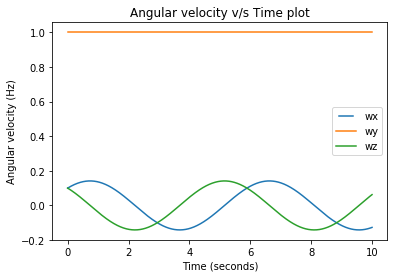 Angular velocity v/s Time plot
Angular velocity (Hz)
1.0
0.8
0.6
0.4
0.2
0.0
−0.2
wx
wy
wz
0
2
4
6
8
10
Time (seconds)